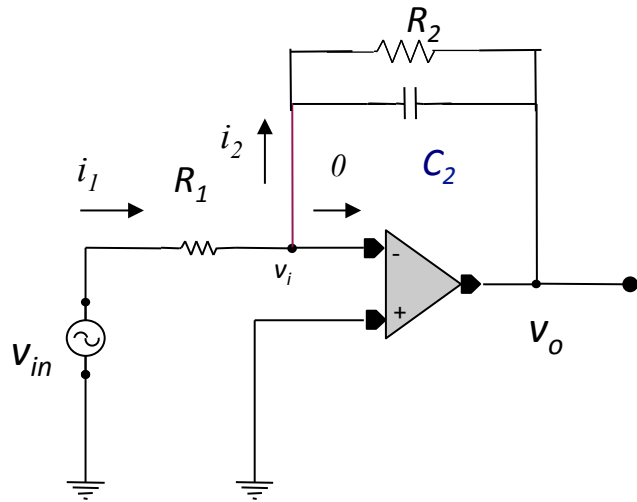 R₂
i₂
0
C₂
i₁
R₁
vᵢ
-
+
vᵢₙ
vₒ